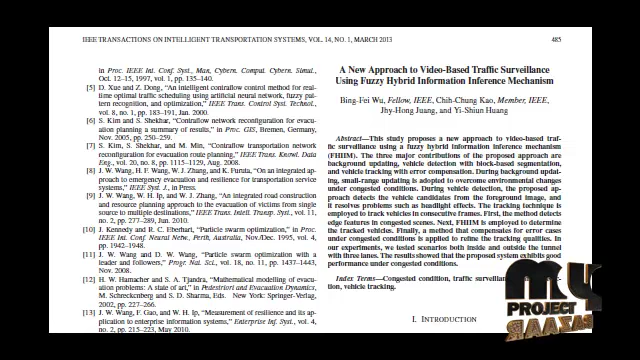 IEEE TRANSACTIONS ON INTELLIGENT TRANSPORTATION SYSTEMS, VOL. 14, NO. 1, MARCH 2013
485
in Proc. IEEE Int. Conf. Syst., Man, Cybern. Comput. Cybern. Simul.,
Oct. 12–15, 1997, vol. 1, pp. 135–140.
[5] D. Xue and Z. Dong, “An intelligent contraflow control method for real-
time optimal traffic scheduling using artificial neural network, fuzzy pat-
tern recognition, and optimization,” IEEE Trans. Control Syst. Technol.,
vol. 8, no. 1, pp. 183–191, Jan. 2000.
[6] S. Kim and S. Shekhar, “Contraflow network reconfiguration for evacu-
ation planning a summary of results,” in Proc. GIS, Bremen, Germany,
Nov. 2005, pp. 250–259.
[7] S. Kim, S. Shekhar, and M. Min, “Contraflow transportation network
reconfiguration for evacuation route planning,” IEEE Trans. Knowl. Data
Eng., vol. 20, no. 8, pp. 1115–1129, Aug. 2008.
[8] J. W. Wang, H. F. Wang, W. J. Zhang, and K. Furuta, “On an integrated ap-
proach to emergency evacuation and resilience for transportation service
systems,” IEEE Syst. J., in Press.
[9] J. W. Wang, W. H. Ip, and W. J. Zhang, “An integrated road construction
and resource planning approach to the evacuation of victims from single
source to multiple destinations,” IEEE Trans. Intell. Transp. Syst., vol. 11,
no. 2, pp. 277–289, Jun. 2010.
[10] J. Kennedy and R. C. Eberhart, “Particle swarm optimization,” in Proc.
IEEE Int. Conf. Neural Netw., Perth, Australia, Nov./Dec. 1995, vol. 4,
pp. 1942–1948.
[11] J. W. Wang and D. W. Wang, “Particle swarm optimization with a
leader and followers,” Progr. Nat. Sci., vol. 18, no. 11, pp. 1437–1443,
Nov. 2008.
[12] H. W. Hamacher and S. A. Tjandra, “Mathematical modelling of evacu-
ation problems: A state of art,” in Pedestrian and Evacuation Dynamics,
M. Schreckenberg and S. D. Sharma, Eds. New York: Springer-Verlag,
2002, pp. 227–266.
[13] J. W. Wang, F. Gao, and W. H. Ip, “Measurement of resilience and its ap-
plication to enterprise information systems,” Enterprise Inf. Syst., vol. 4,
no. 2, pp. 215–223, May 2010.
A New Approach to Video-Based Traffic Surveillance
Using Fuzzy Hybrid Information Inference Mechanism
Bing-Fei Wu, Fellow, IEEE, Chih-Chung Kao, Member, IEEE,
Jhy-Hong Juang, and Yi-Shiun Huang
Abstract—This study proposes a new approach to video-based traf-
fic surveillance using a fuzzy hybrid information inference mechanism
(FHIIM). The three major contributions of the proposed approach are
background updating, vehicle detection with block-based segmentation,
and vehicle tracking with error compensation. During background updat-
ing, small-range updating is adopted to overcome environmental changes
under congested conditions. During vehicle detection, the proposed ap-
proach detects the vehicle candidates from the foreground image, and
it resolves problems such as headlight effects. The tracking technique is
employed to track vehicles in consecutive frames. First, the method detects
edge features in congested scenes. Next, FHIIM is employed to determine
the tracked vehicles. Finally, a method that compensates for error cases
under congested conditions is applied to refine the tracking qualities. In
our experiments, we tested scenarios both inside and outside the tunnel
with three lanes. The results showed that the proposed system exhibits good
performance under congested conditions.
Index Terms—Congested condition, traffic surveillan
tion, vehicle tracking.
I. INTRODUCTION
MY
PROJECT
BAZAAR